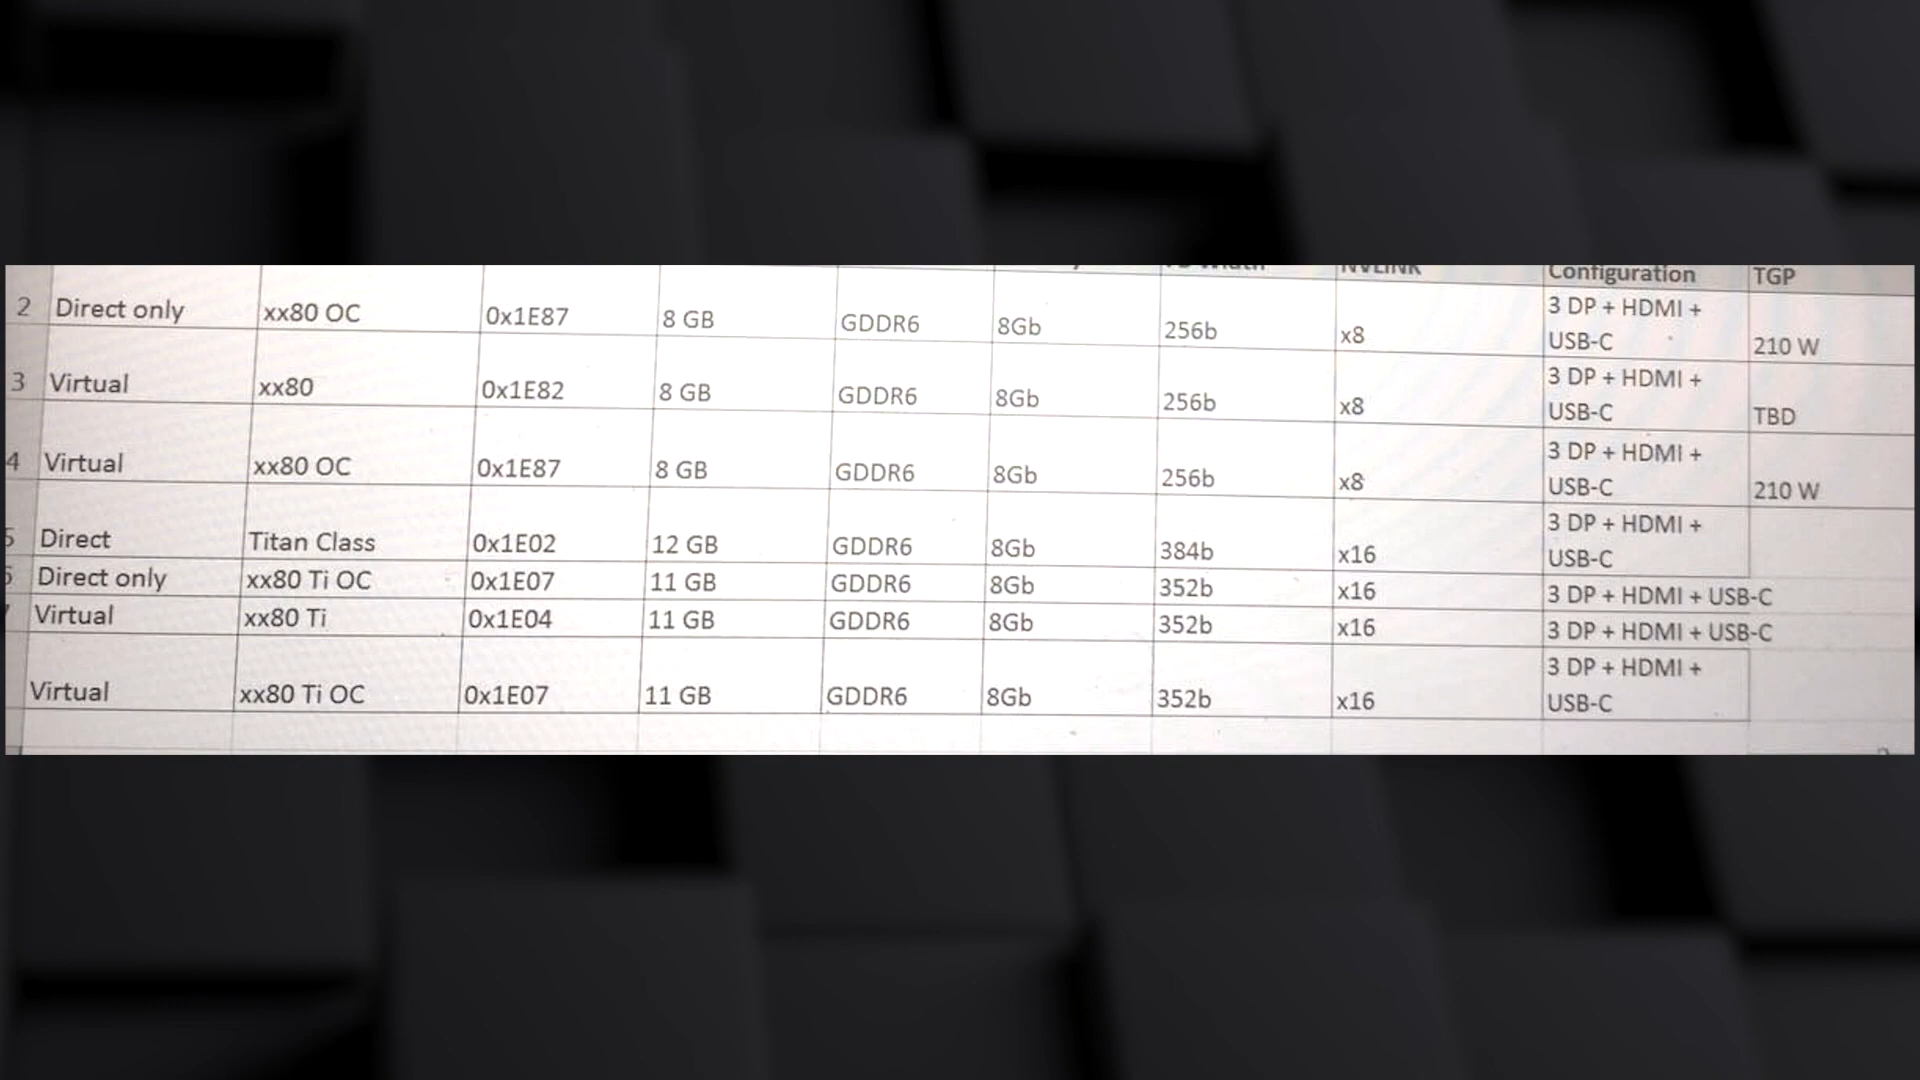 NVLINK Configuration TGP
2 Direct only xx80 OC 0x1E87 8 GB GDDR6 8Gb 256b x8 3 DP + HDMI + USB-C 210 W
3 Virtual xx80 0x1E82 8 GB GDDR6 8Gb 256b x8 3 DP + HDMI + USB-C TBD
4 Virtual xx80 OC 0x1E87 8 GB GDDR6 8Gb 256b x8 3 DP + HDMI + USB-C 210 W
5 Direct Titan Class 0x1E02 12 GB GDDR6 8Gb 384b x16 3 DP + HDMI + USB-C
Direct only xx80 Ti OC 0x1E07 11 GB GDDR6 8Gb 352b x16 3 DP + HDMI + USB-C
Virtual xx80 Ti 0x1E04 11 GB GDDR6 8Gb 352b x16 3 DP + HDMI + USB-C
Virtual xx80 Ti OC 0x1E07 11 GB GDDR6 8Gb 352b x16 3 DP + HDMI + USB-C